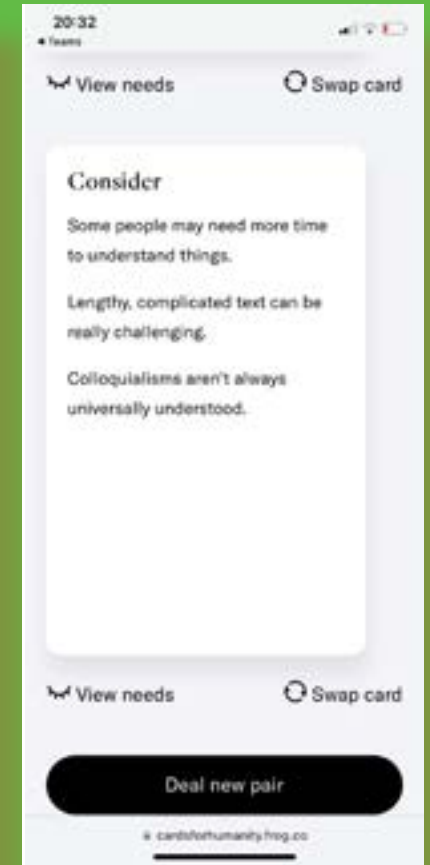 20:32
◂ Teams
View needs
Swap card
Consider
Some people may need more time
to understand things.
Lengthy, complicated text can be
really challenging.
Colloquialisms aren't always
universally understood.
View needs
Swap card
Deal new pair
cardsforhumanity.frog.co